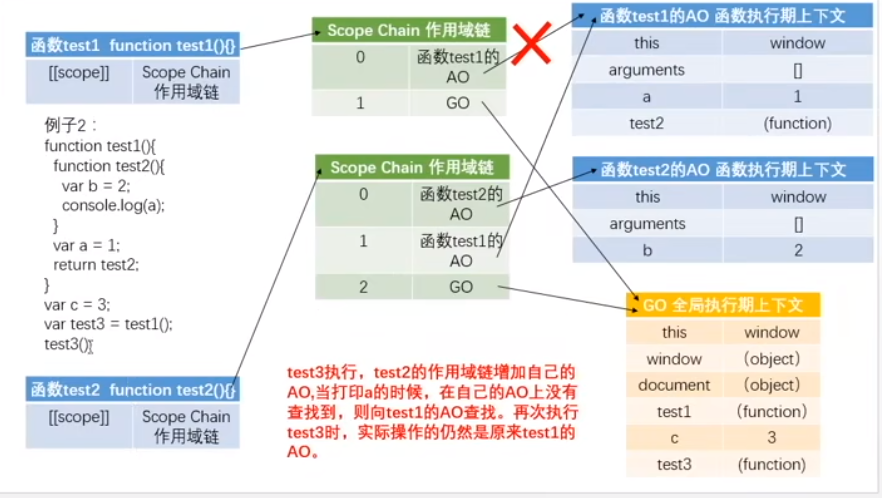 函数test1 function test1(){}
[[scope]] Scope Chain
作用域链
例子2：
function test1(){
function test2(){
var b = 2;
console.log(a);
}
var a = 1;
return test2;
}
var c = 3;
var test3 = test1();
test3();
函数test2 function test2(){}
[[scope]] Scope Chain
作用域链
Scope Chain 作用域链
0 函数test1的
AO
1 GO
Scope Chain 作用域链
0 函数test2的
AO
1 函数test1的
AO
2 GO
test3执行，test2的作用域链增加自己的
AO,当打印a的时候，在自己的AO上没有
查找到，则向test1的AO查找。再次执行
test3时，实际操作的仍然是原来test1的
AO。
函数test1的AO 函数执行期上下文
this window
arguments []
a 1
test2 (function)
函数test2的AO 函数执行期上下文
this window
arguments []
b 2
GO 全局执行期上下文
this window
window (object)
document (object)
test1 (function)
c 3
test3 (function)